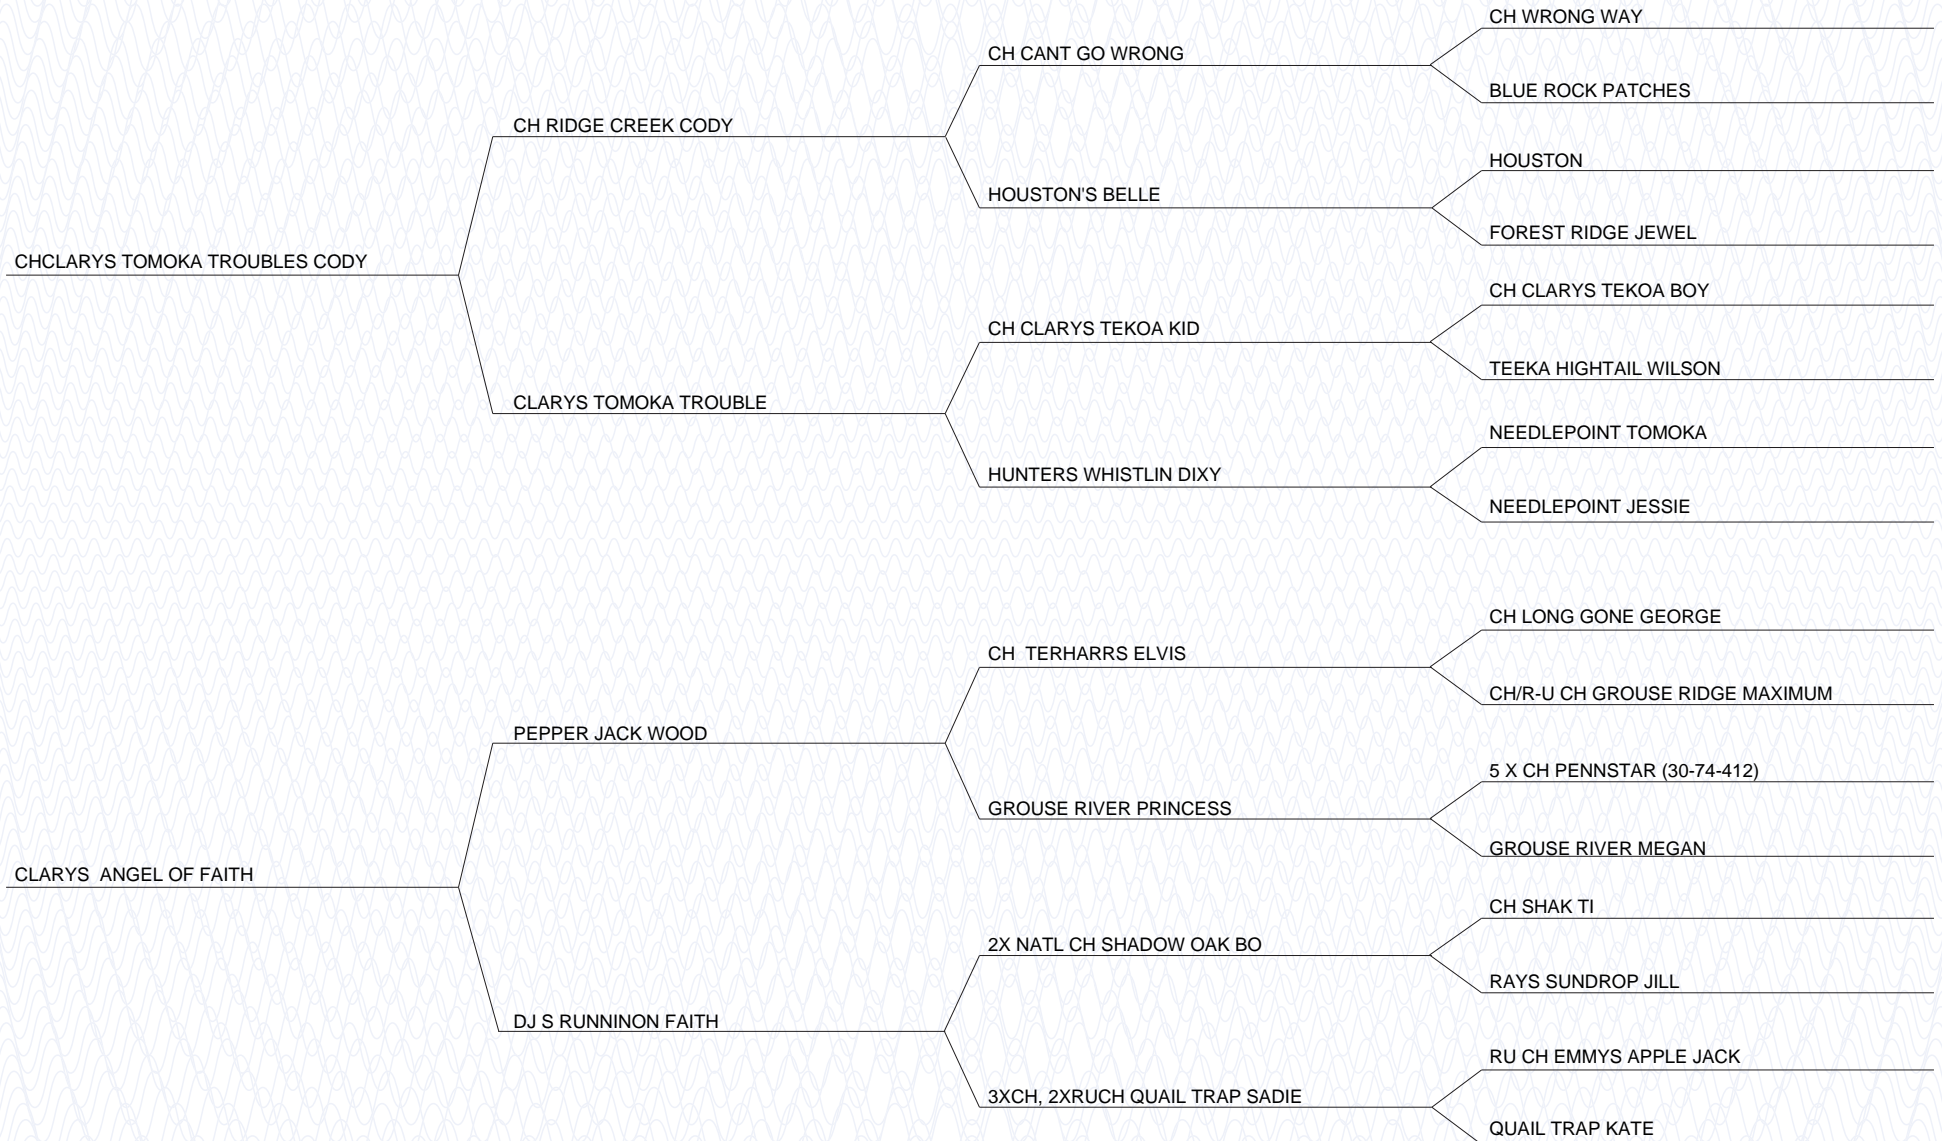 CH WRONG WAY
CH CANT GO WRONG
BLUE ROCK PATCHES
CH RIDGE CREEK CODY
HOUSTON
HOUSTON'S BELLE
FOREST RIDGE JEWEL
CHCLARYS TOMOKA TROUBLES CODY
CH CLARYS TEKOA BOY
CH CLARYS TEKOA KID
TEEKA HIGHTAIL WILSON
CLARYS TOMOKA TROUBLE
NEEDLEPOINT TOMOKA
HUNTERS WHISTLIN DIXY
NEEDLEPOINT JESSIE
CH LONG GONE GEORGE
CH  TERHARRS ELVIS
CH/R-U CH GROUSE RIDGE MAXIMUM
PEPPER JACK WOOD
5 X CH PENNSTAR (30-74-412)
GROUSE RIVER PRINCESS
GROUSE RIVER MEGAN
CLARYS  ANGEL OF FAITH
CH SHAK TI
2X NATL CH SHADOW OAK BO
RAYS SUNDROP JILL
DJ S RUNNINON FAITH
RU CH EMMYS APPLE JACK
3XCH, 2XRUCH QUAIL TRAP SADIE
QUAIL TRAP KATE